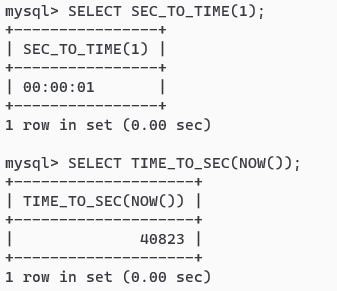 mysql> SELECT SEC_TO_TIME(1);
+----------------+
| SEC_TO_TIME(1) |
+----------------+
| 00:00:01       |
+----------------+
1 row in set (0.00 sec)

mysql> SELECT TIME_TO_SEC(NOW());
+--------------------+
| TIME_TO_SEC(NOW()) |
+--------------------+
|              40823 |
+--------------------+
1 row in set (0.00 sec)